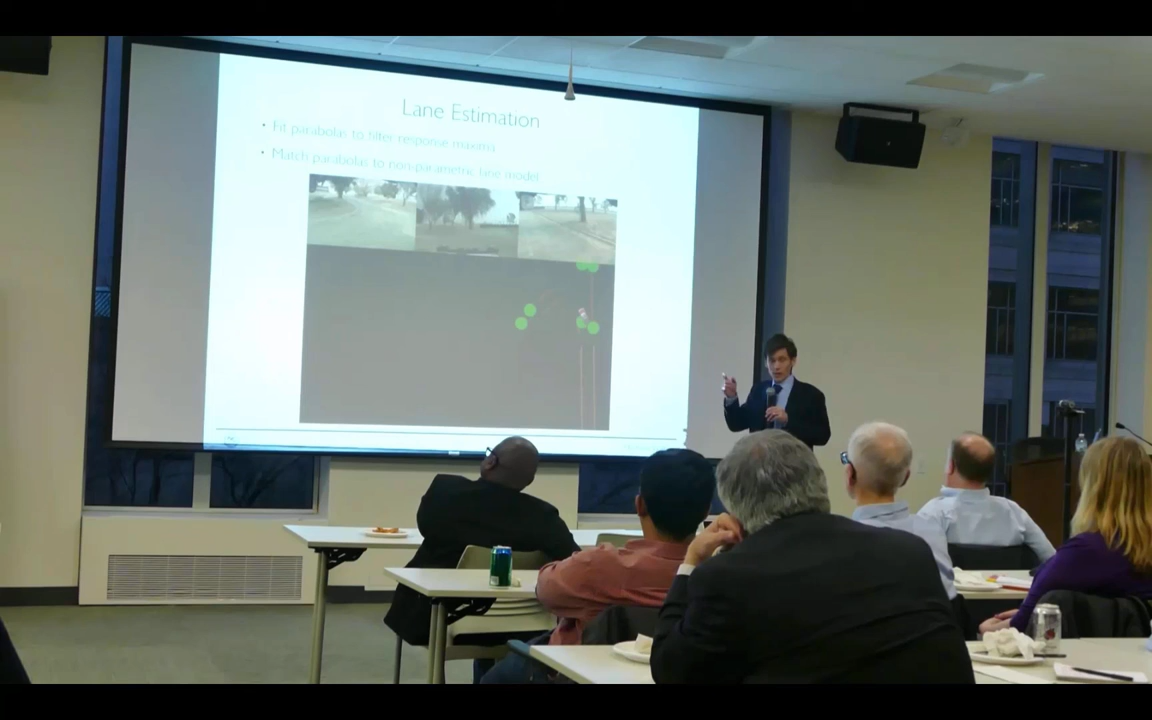 Lane Estimation
• Fit parabolas to filter response maxima
• Match parabolas to non-parametric lane model